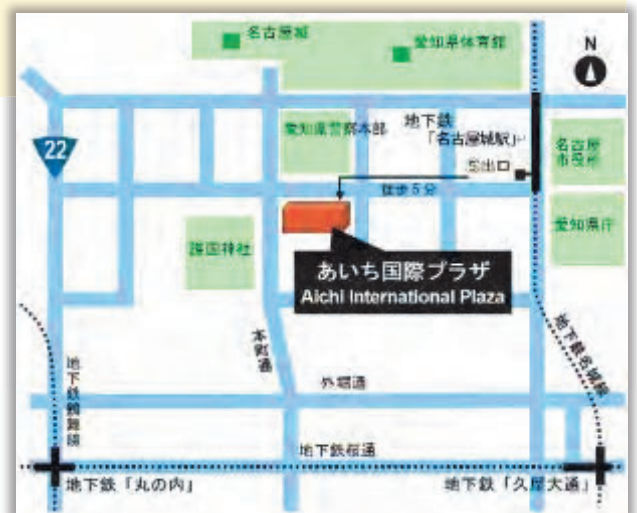 名古屋城
愛知県体育館
N
22
愛知県警察本部
地下鉄
「名古屋城駅」
5出口
徒歩5分
名古屋
市役所
愛知県庁
護国神社
あいち国際プラザ
Aichi International Plaza
本町通
地下鉄鶴舞線
地下鉄名城線
外堀通
地下鉄桜通
地下鉄「丸の内」
地下鉄「久屋大通」